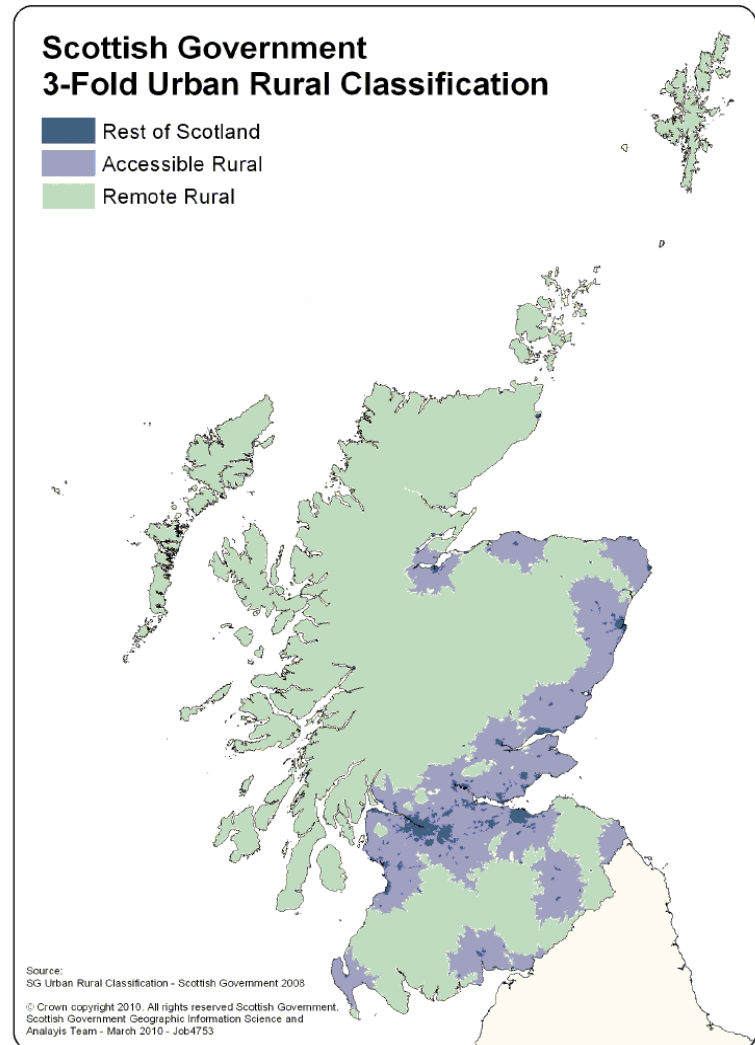 Scottish Government
3-Fold Urban Rural Classification
Rest of Scotland
Accessible Rural
Remote Rural
Source:
SG Urban Rural Classification - Scottish Government 2008
© Crown copyright 2010. All rights reserved Scottish Government.
Scottish Government Geographic Information Science and
Analayis Team - March 2010 - Job4753